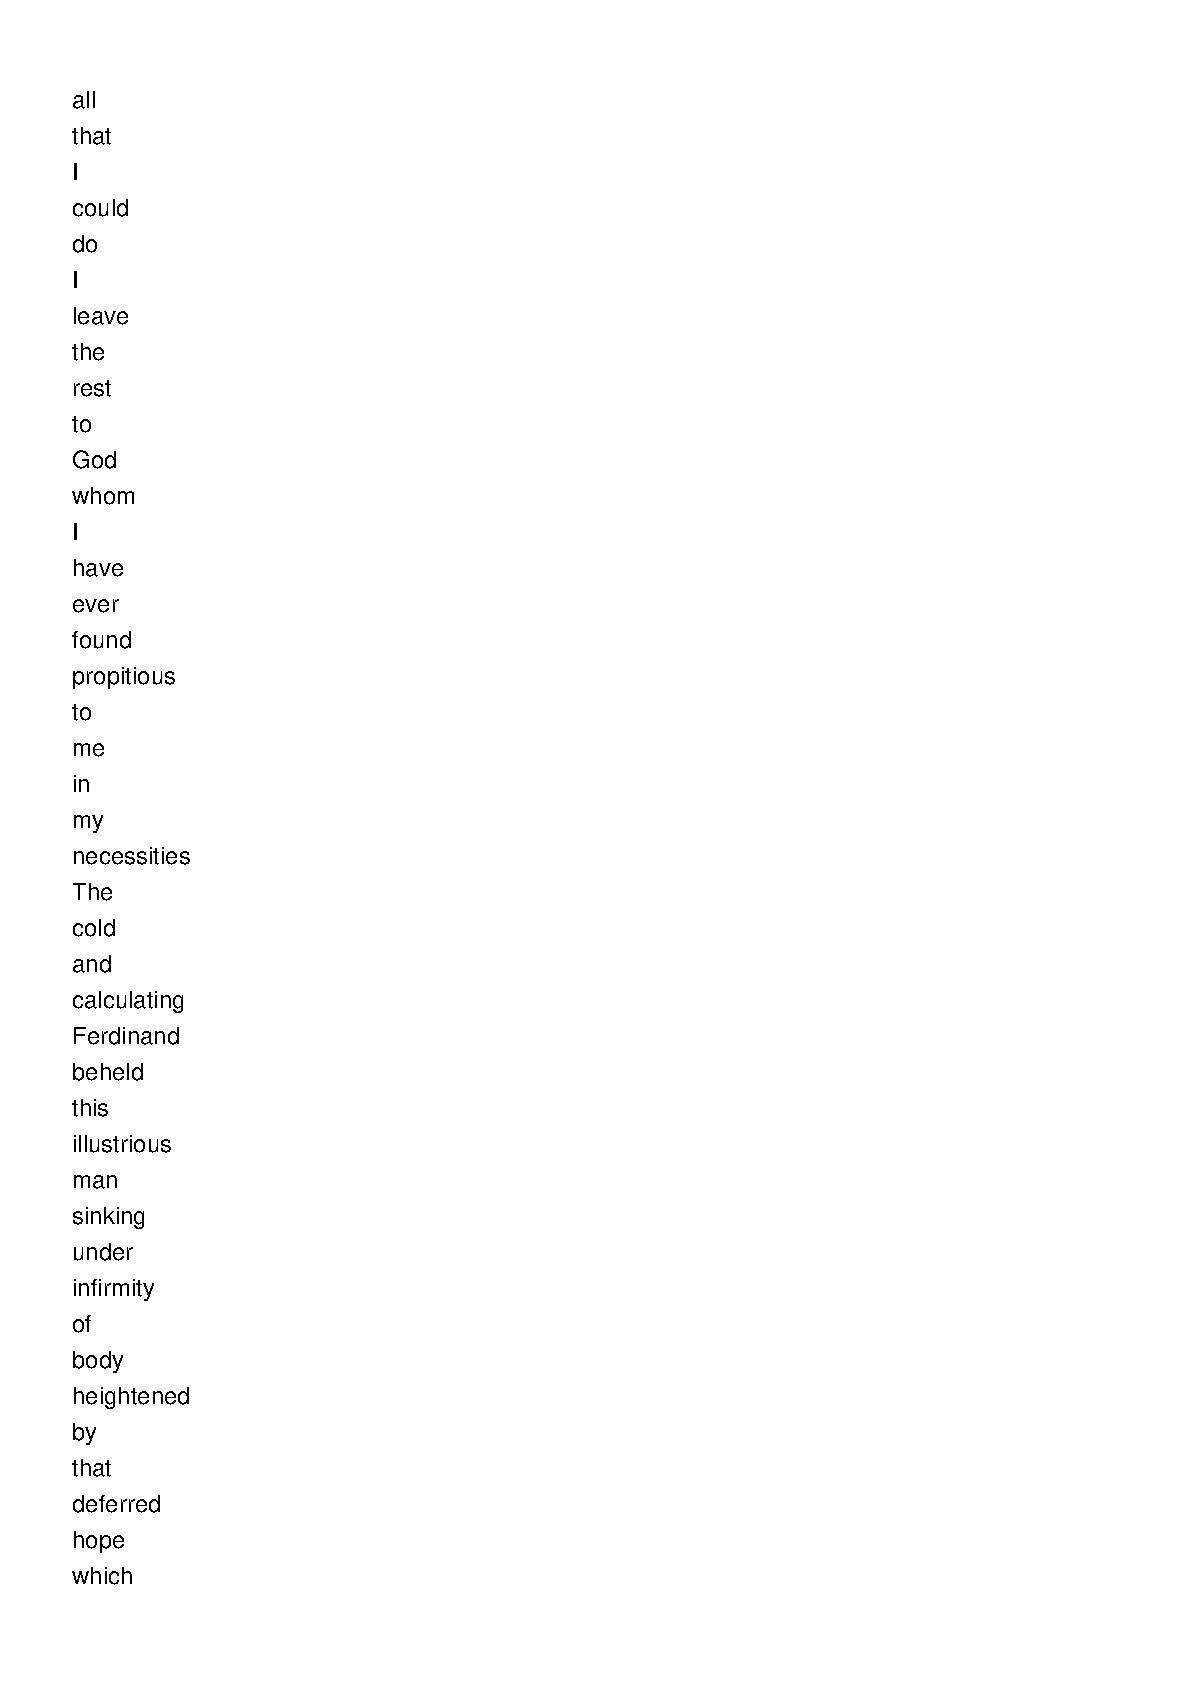 all
that
I
could
do
I
leave
the
rest
to
God
whom
I
have
ever
found
propitious
to
me
in
my
necessities
The
cold
and
calculating
Ferdinand
beheld
this
illustrious
man
sinking
under
infirmity
of
body
heightened
by
that
deferred
hope
which